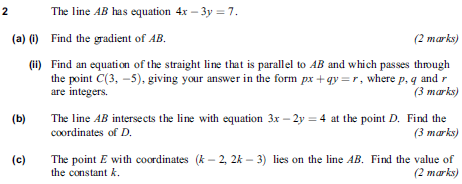 2 The line AB has equation 4x – 3y = 7.
(a) (i) Find the gradient of AB. (2 marks)
(ii) Find an equation of the straight line that is parallel to AB and which passes through
the point C(3, –5), giving your answer in the form px + qy = r, where p, q and r
are integers. (3 marks)
(b) The line AB intersects the line with equation 3x – 2y = 4 at the point D. Find the
coordinates of D. (3 marks)
(c) The point E with coordinates (k – 2, 2k – 3) lies on the line AB. Find the value of
the constant k. (2 marks)